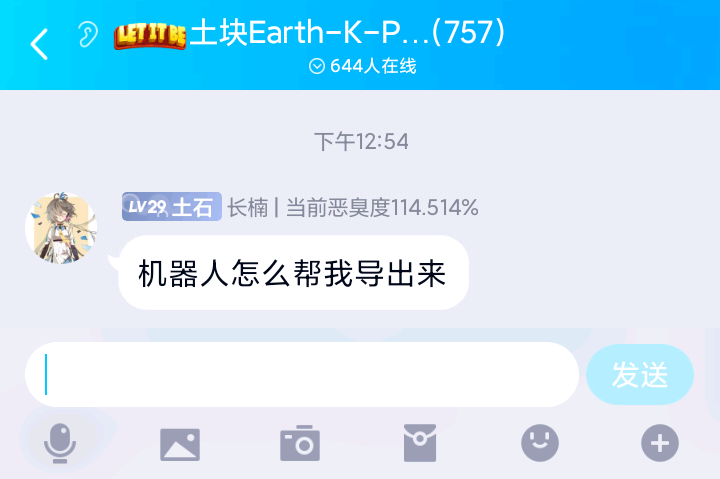 LET IT BE 土块Earth-K-P...(757)
644人在线
下午12:54
LV29 土石 长楠 | 当前恶臭度114.514%
机器人怎么帮我导出来
发送